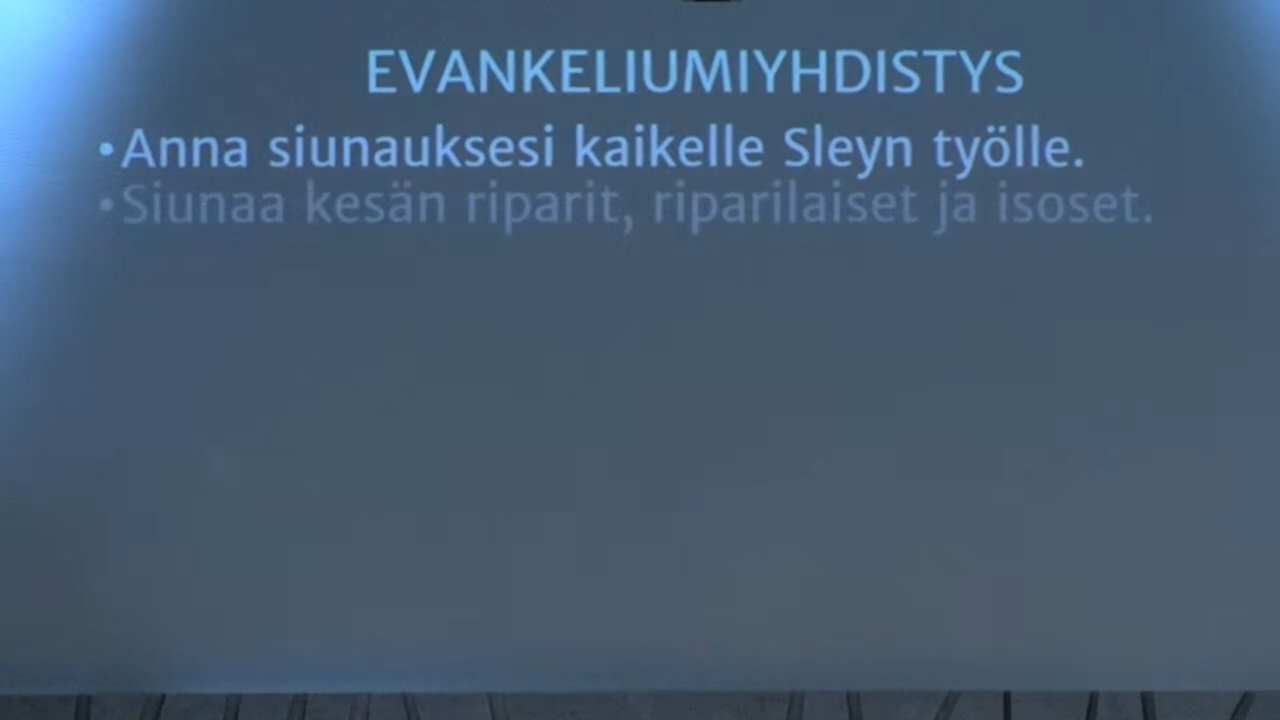 EVANKELIUMIYHDISTYS
•Anna siunauksesi kaikelle Sleyn työlle.
•Siunaa kesän riparit, riparilaiset ja isoset.